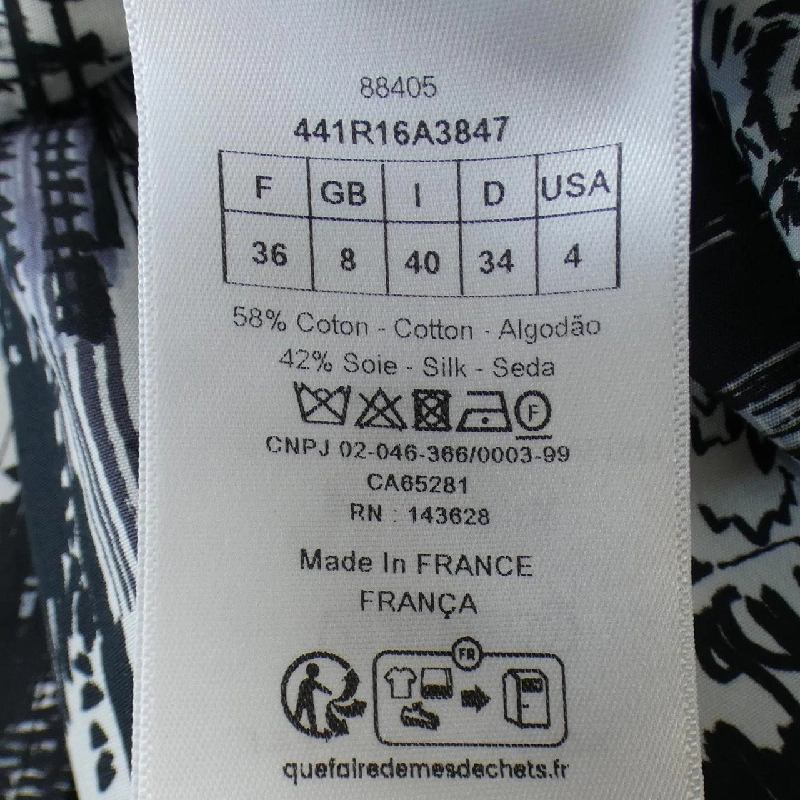 88405
441R16A3847
F GB I D USA
36 8 40 34 4
58% Coton - Cotton - Algodão
42% Soie - Silk - Seda
F
CNPJ 02-046-366/0003-99
CA65281
RN : 143628
Made In FRANCE
FRANÇA
FR
quefairedemesdechets.fr